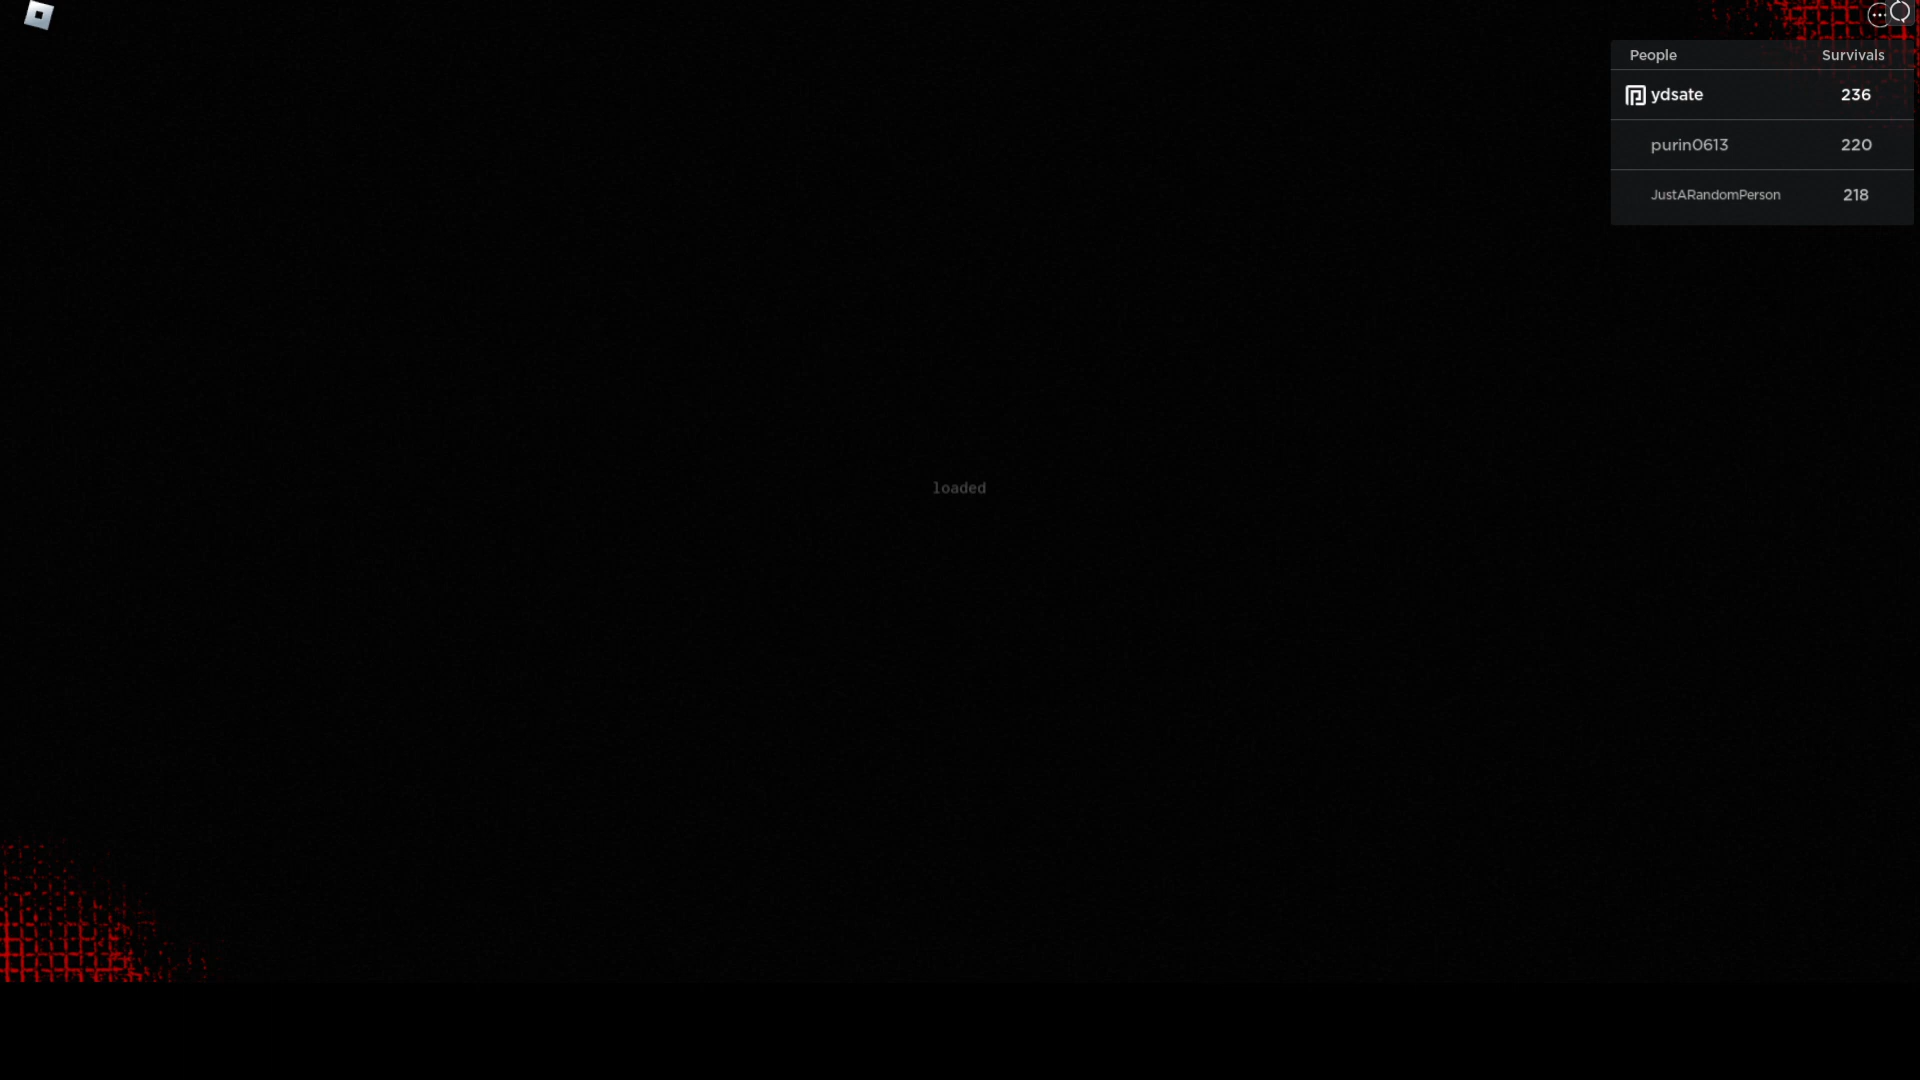 People Survivals
ydsate 236
purin0613 220
JustARandomPerson 218
loaded